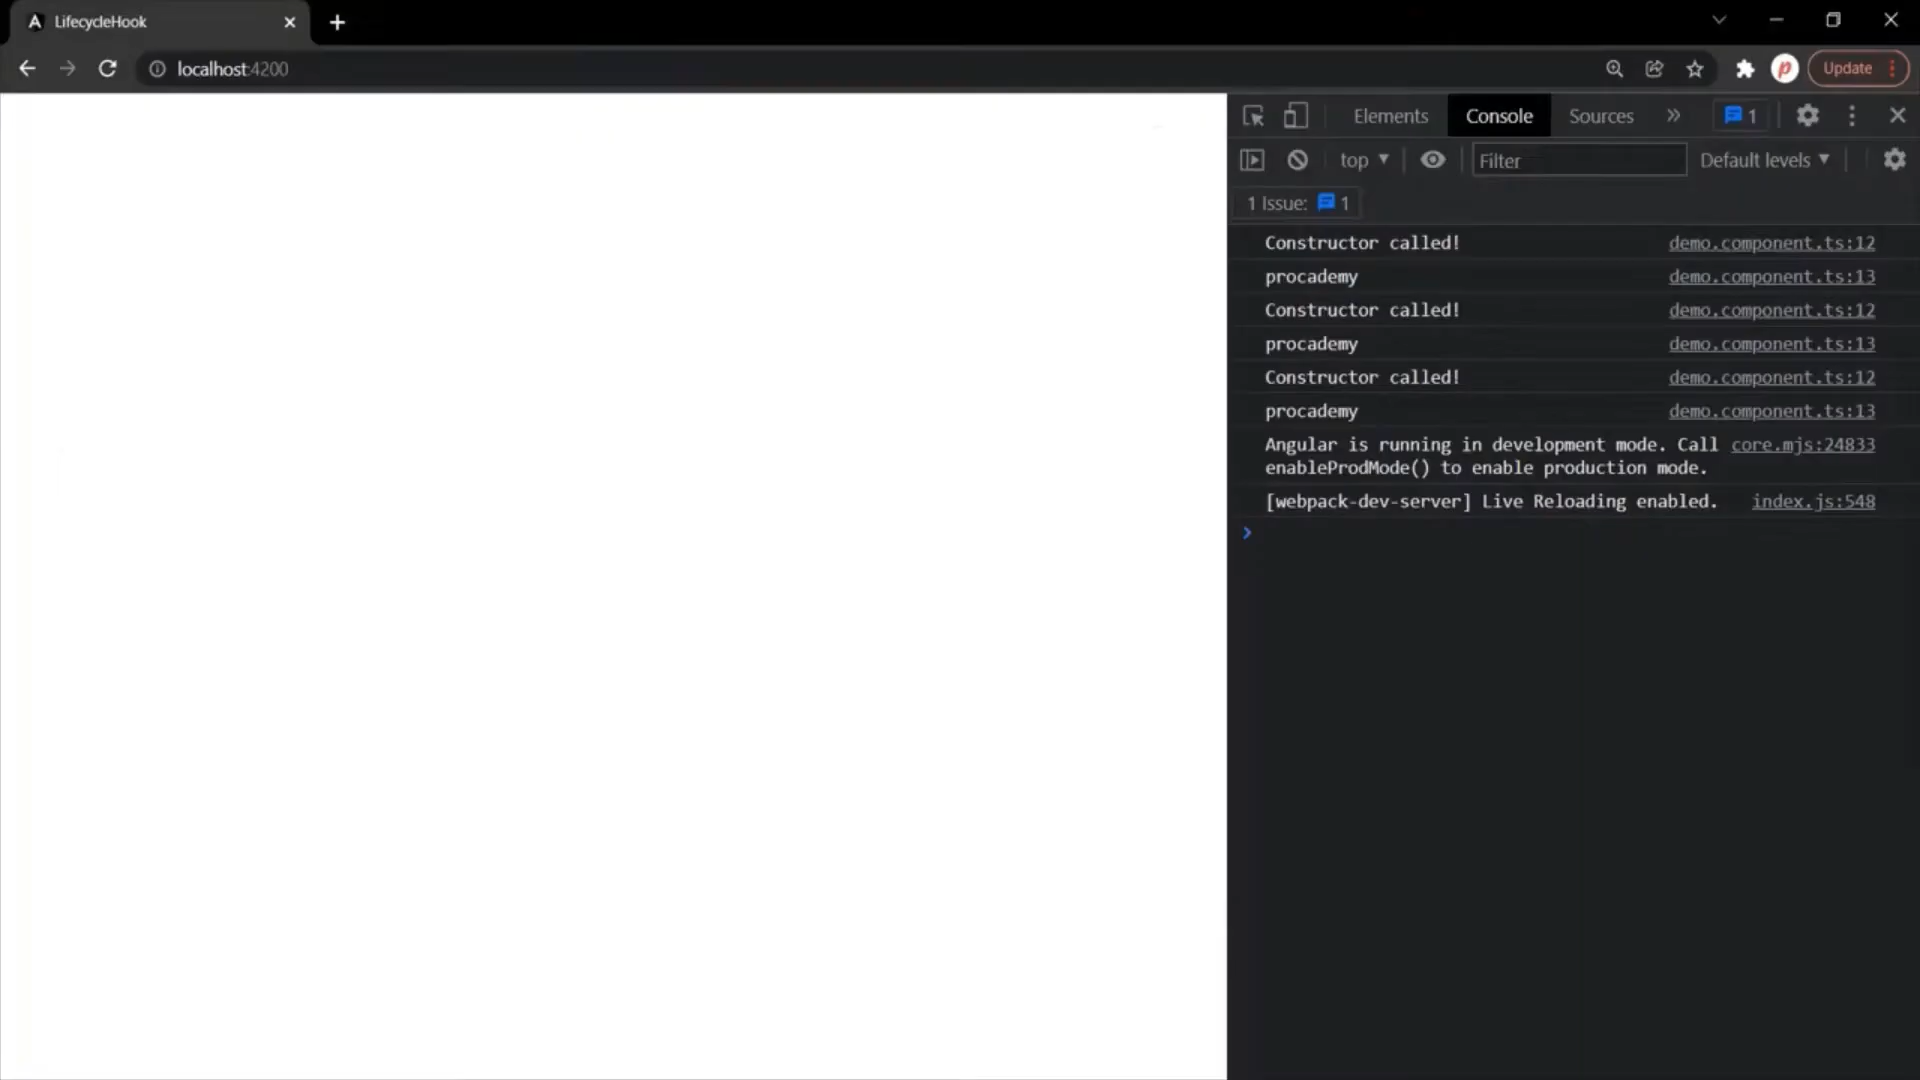 LifecycleHook
localhost:4200
Update
Elements
Console
Sources
1
top
Filter
Default levels
1 Issue: 1
Constructor called! demo.component.ts:12
procademy demo.component.ts:13
Constructor called! demo.component.ts:12
procademy demo.component.ts:13
Constructor called! demo.component.ts:12
procademy demo.component.ts:13
Angular is running in development mode. Call core.mjs:24833
enableProdMode() to enable production mode.
[webpack-dev-server] Live Reloading enabled. index.js:548